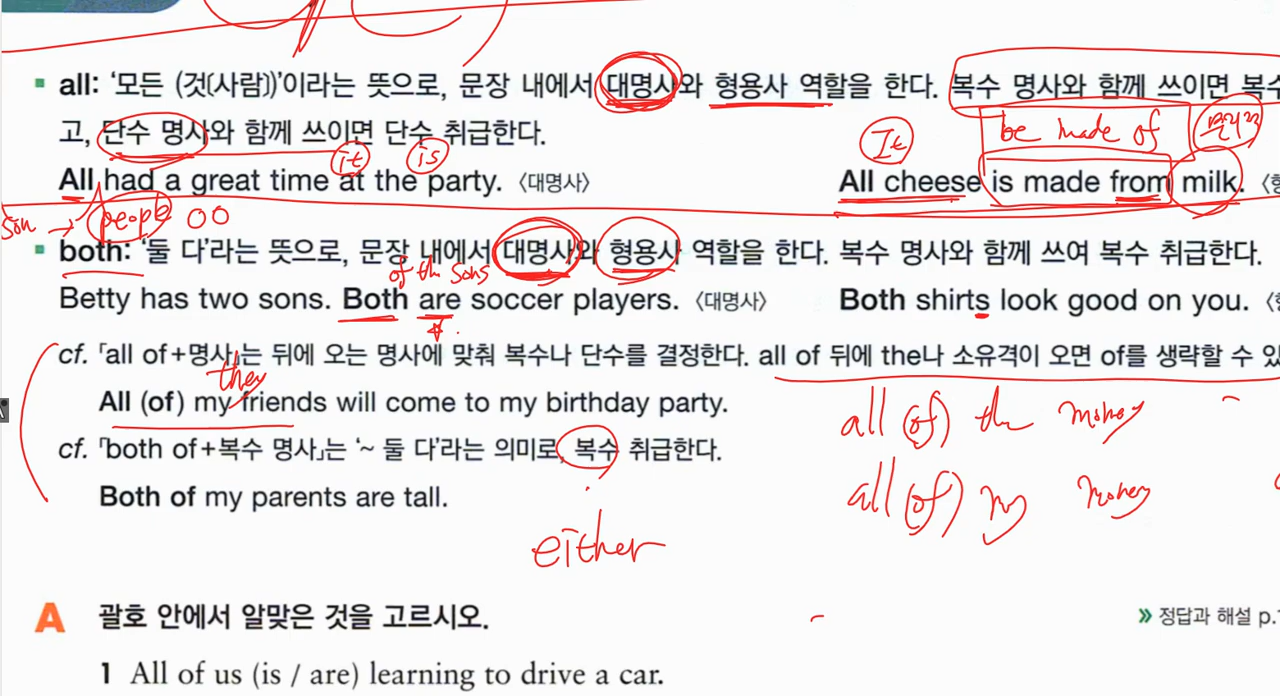 all: '모든 (것[사람])'이라는 뜻으로, 문장 내에서 대명사와 형용사 역할을 한다. 복수 명사와 함께 쓰이면 복수
고, 단수 명사와 함께 쓰이면 단수 취급한다.
be made of
It
it is
All had a great time at the party. 〈대명사〉 All cheese is made from milk.
son → people
both: '둘 다'라는 뜻으로, 문장 내에서 대명사와 형용사 역할을 한다. 복수 명사와 함께 쓰여 복수 취급한다.
of the sons
Betty has two sons. Both are soccer players. 〈대명사〉 Both shirts look good on you.
cf. 「all of+명사」는 뒤에 오는 명사에 맞춰 복수나 단수를 결정한다. all of 뒤에 the나 소유격이 오면 of를 생략할 수 있
they
All (of) my friends will come to my birthday party.
all (of) the money
cf. 「both of+복수 명사」는 '~ 둘 다'라는 의미로, 복수 취급한다.
Both of my parents are tall.
all (of) my money
either
A 괄호 안에서 알맞은 것을 고르시오.
» 정답과 해설 p.
1 All of us (is / are) learning to drive a car.